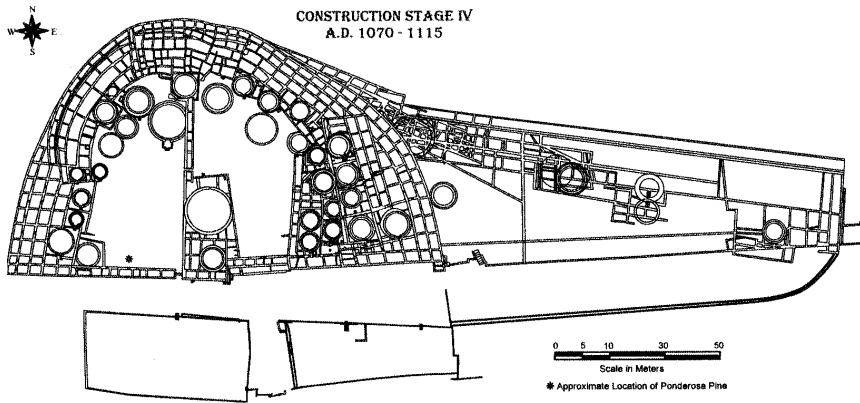 CONSTRUCTION STAGE IV
A.D. 1070 - 1115
N
W E
S
0 5 10 30 50
Scale in Meters
✷ Approximate Location of Ponderosa Pine